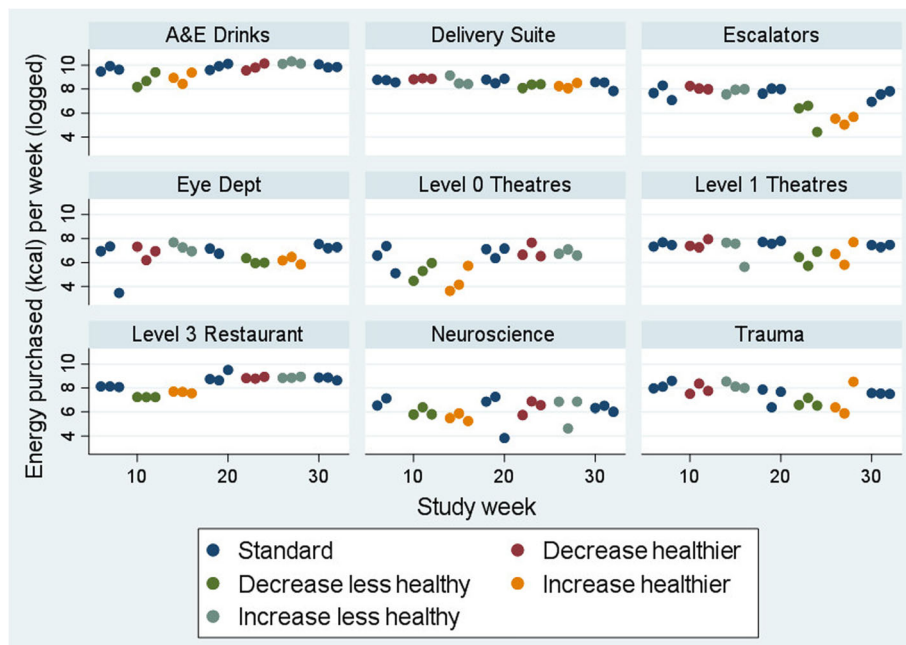 A&E Drinks Delivery Suite Escalators
10
8
6
4
Eye Dept Level 0 Theatres Level 1 Theatres
10
8
6
4
Level 3 Restaurant Neuroscience Trauma
10
8
6
4
Energy purchased (kcal) per week (logged)
10 20 30 10 20 30 10 20 30
Study week
Standard Decrease healthier
Decrease less healthy Increase healthier
Increase less healthy